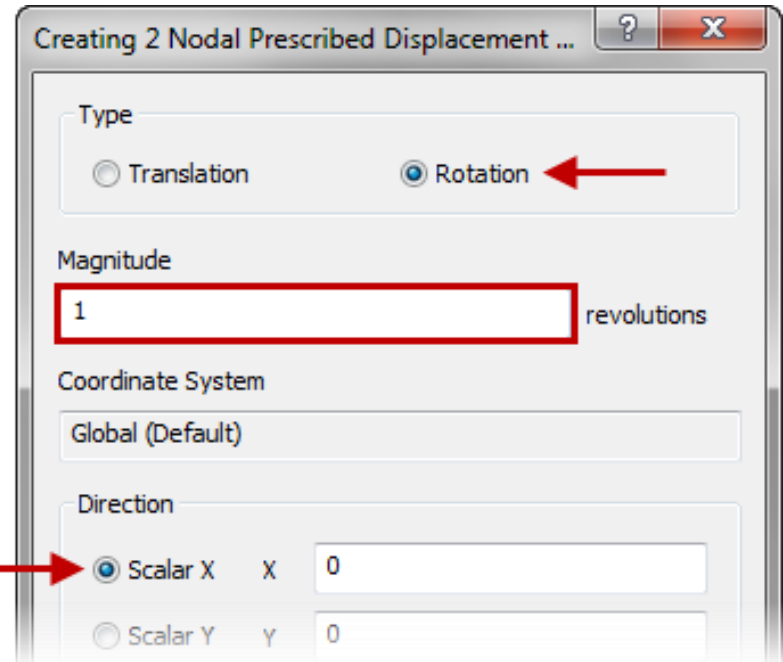 Creating 2 Nodal Prescribed Displacement ...
Type
Translation Rotation
Magnitude
1 revolutions
Coordinate System
Global (Default)
Direction
Scalar X X 0
Scalar Y Y 0